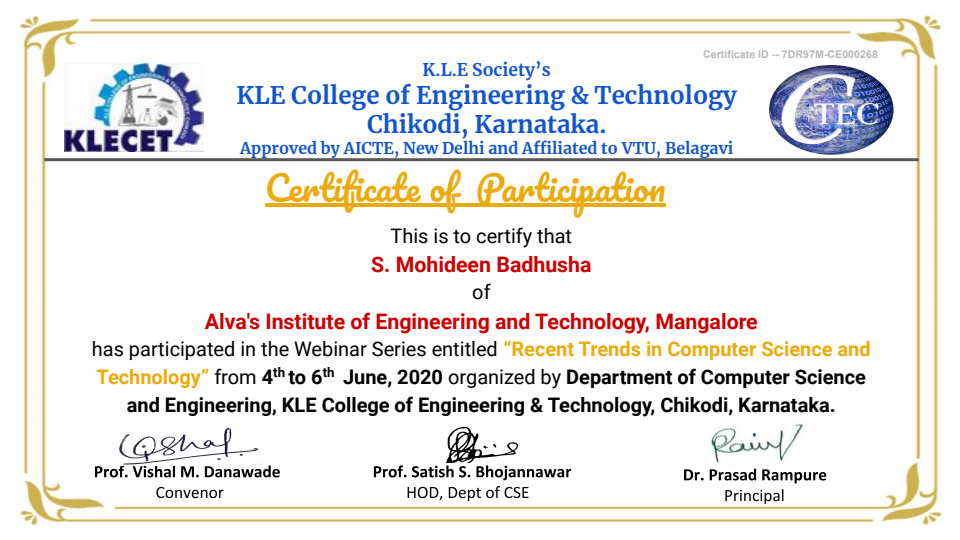 Certificate ID -- 7DR97M-CE000268
K.L.E Society's
KLE College of Engineering & Technology
Chikodi, Karnataka.
Approved by AICTE, New Delhi and Affiliated to VTU, Belagavi
KLECET
C TEC
Certificate of Participation
This is to certify that
S. Mohideen Badhusha
of
Alva's Institute of Engineering and Technology, Mangalore
has participated in the Webinar Series entitled “Recent Trends in Computer Science and
Technology” from 4th to 6th June, 2020 organized by Department of Computer Science
and Engineering, KLE College of Engineering & Technology, Chikodi, Karnataka.
Prof. Vishal M. Danawade
Convenor
Prof. Satish S. Bhojannawar
HOD, Dept of CSE
Dr. Prasad Rampure
Principal